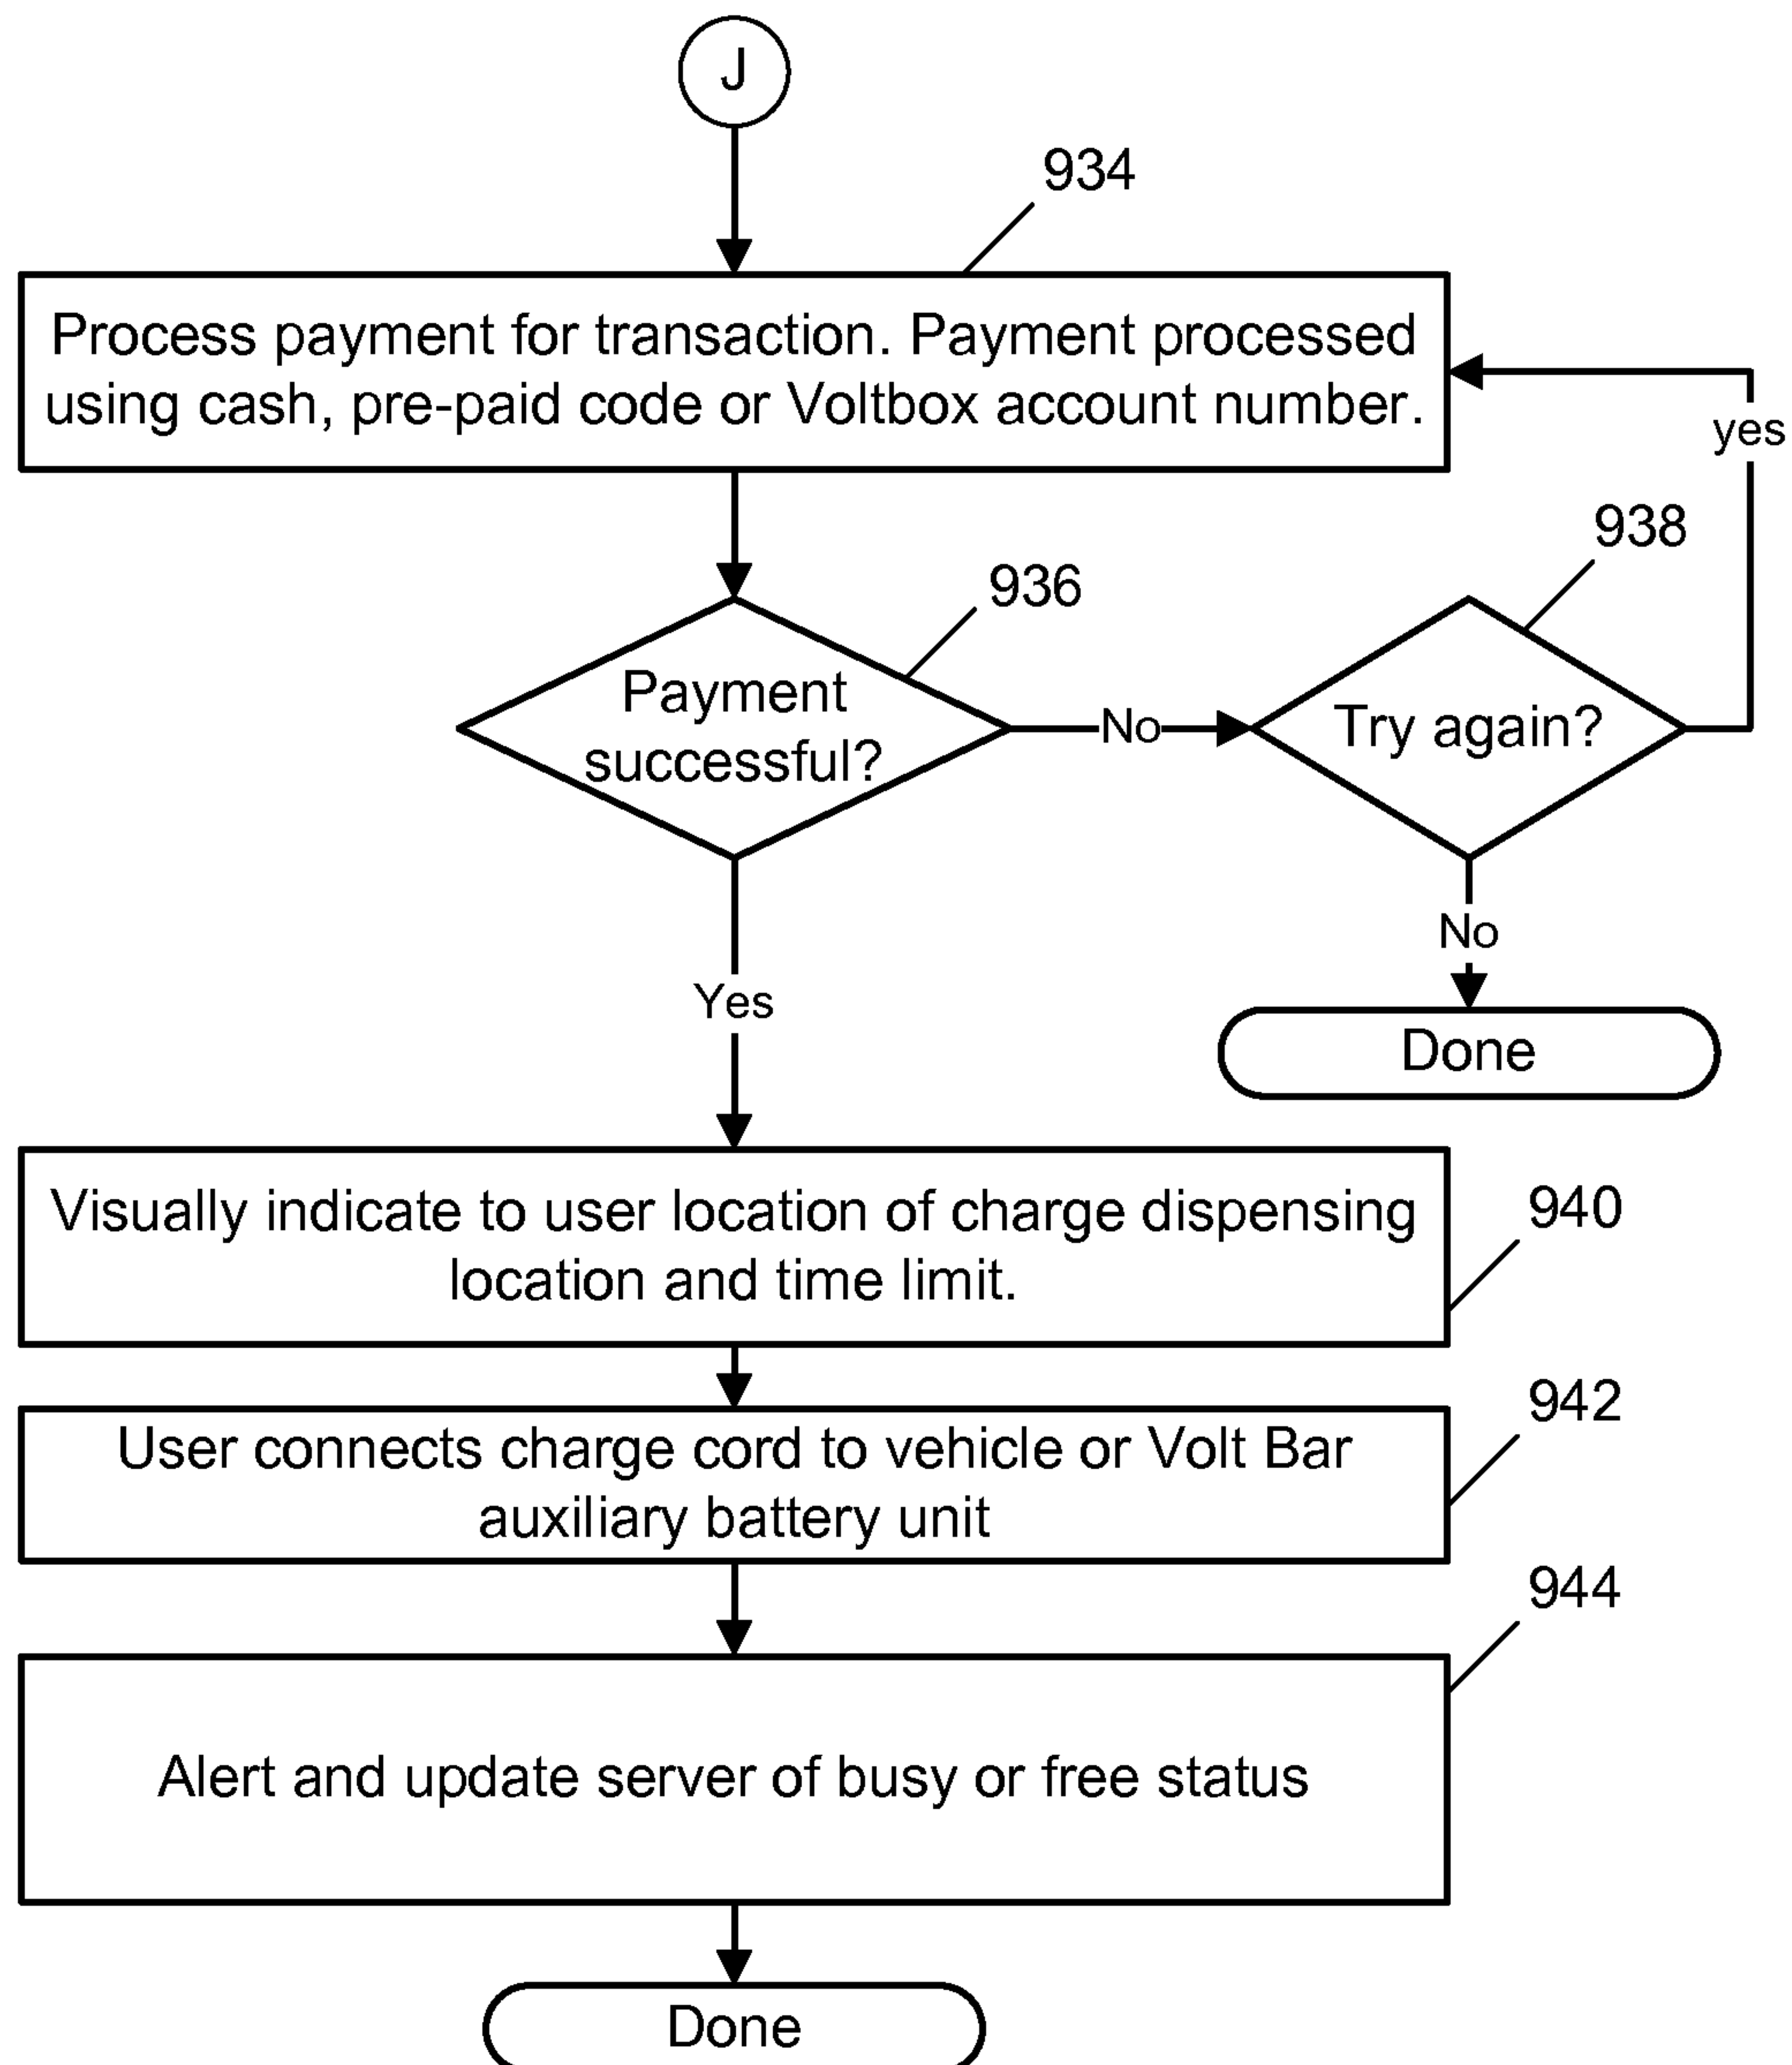 J
934
Process payment for transaction. Payment processed
using cash, pre-paid code or Voltbox account number.
yes
938
936
Payment
successful?
No
Try again?
No
Yes
Done
Visually indicate to user location of charge dispensing
location and time limit.
940
942
User connects charge cord to vehicle or Volt Bar
auxiliary battery unit
944
Alert and update server of busy or free status
Done